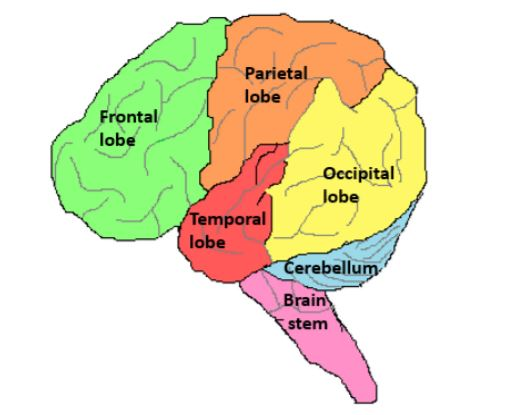 Parietal
lobe
Frontal
lobe
Occipital
lobe
Temporal
lobe
Cerebellum
Brain
stem